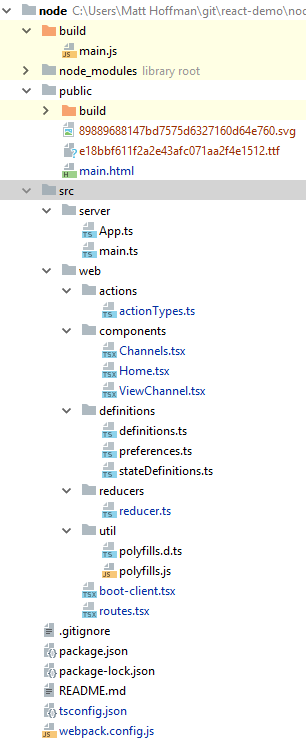 node C:\Users\Matt Hoffman\git\react-demo\noc
build
main.js
node_modules library root
public
build
89889688147bd7575d6327160d64e760.svg
e18bbf611f2a2e43afc071aa2f4e1512.ttf
main.html
src
server
App.ts
main.ts
web
actions
actionTypes.ts
components
Channels.tsx
Home.tsx
ViewChannel.tsx
definitions
definitions.ts
preferences.ts
stateDefinitions.ts
reducers
reducer.ts
util
polyfills.d.ts
polyfills.js
boot-client.tsx
routes.tsx
.gitignore
package.json
package-lock.json
README.md
tsconfig.json
webpack.config.js